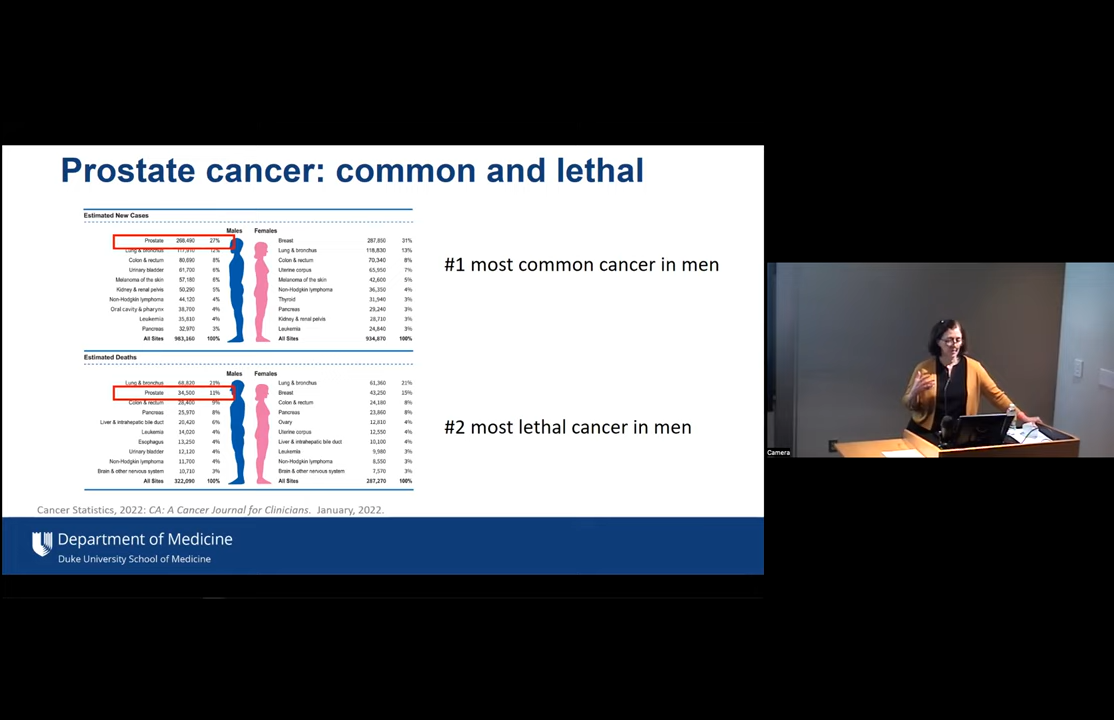 Prostate cancer: common and lethal
Estimated New Cases
Males Females
Prostate 268,490 27% Breast 287,850 31%
Lung & bronchus 117,910 12% Lung & bronchus 118,830 13%
Colon & rectum 80,690 8% Colon & rectum 70,340 8%
Urinary bladder 61,700 6% Uterine corpus 65,950 7%
Melanoma of the skin 57,180 6% Melanoma of the skin 42,600 5%
Kidney & renal pelvis 50,290 5% Non-Hodgkin lymphoma 36,350 4%
Non-Hodgkin lymphoma 44,120 4% Thyroid 31,940 3%
Oral cavity & pharynx 38,700 4% Pancreas 29,240 3%
Leukemia 35,810 4% Kidney & renal pelvis 28,710 3%
Pancreas 32,970 3% Leukemia 24,840 3%
All Sites 983,160 100% All Sites 934,870 100%
#1 most common cancer in men
Estimated Deaths
Males Females
Lung & bronchus 68,820 21% Lung & bronchus 61,360 21%
Prostate 34,500 11% Breast 43,250 15%
Colon & rectum 28,400 9% Colon & rectum 24,180 8%
Pancreas 25,970 8% Pancreas 23,860 8%
Liver & intrahepatic bile duct 20,420 6% Ovary 12,810 4%
Leukemia 14,020 4% Uterine corpus 12,550 4%
Esophagus 13,250 4% Liver & intrahepatic bile duct 10,100 4%
Urinary bladder 12,120 4% Leukemia 9,980 3%
Non-Hodgkin lymphoma 11,700 4% Non-Hodgkin lymphoma 8,550 3%
Brain & other nervous system 10,710 3% Brain & other nervous system 7,570 3%
All Sites 322,090 100% All Sites 287,270 100%
#2 most lethal cancer in men
Cancer Statistics, 2022: CA: A Cancer Journal for Clinicians. January, 2022.
Department of Medicine
Duke University School of Medicine
Camera